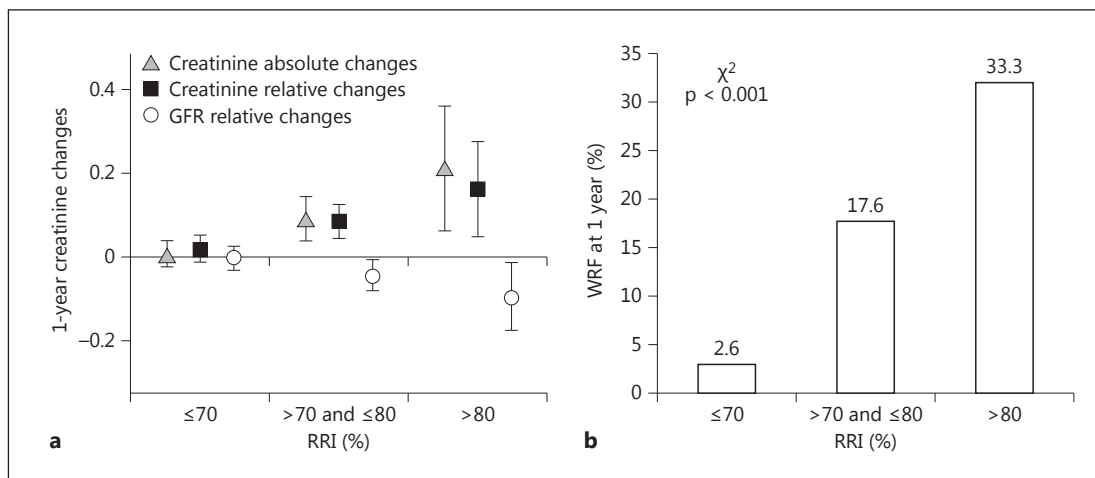 0.4
0.2
0
–0.2
1-year creatinine changes
Creatinine absolute changes
Creatinine relative changes
GFR relative changes
≤70
>70 and ≤80
>80
RRI (%)
a
35
30
25
20
15
10
5
0
WRF at 1 year (%)
χ²
p < 0.001
2.6
17.6
33.3
≤70
>70 and ≤80
>80
RRI (%)
b